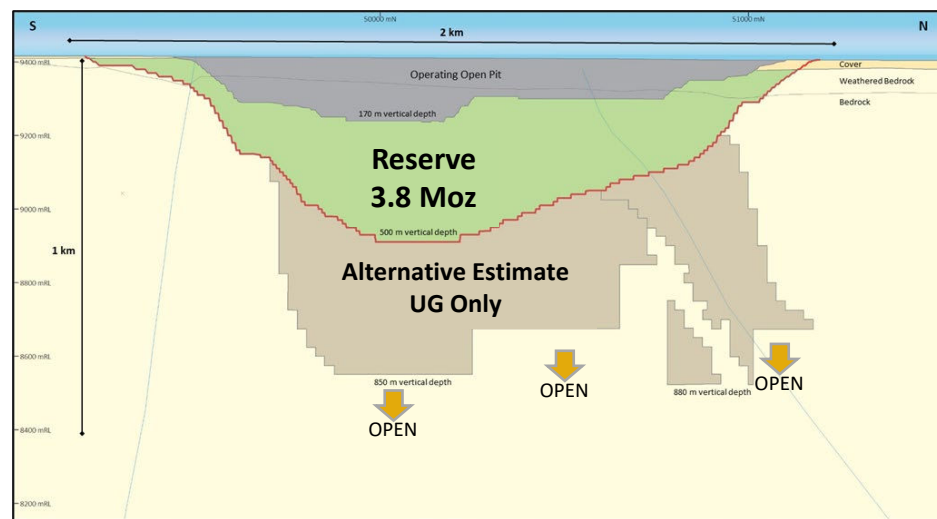 S
50000 mN
51000 mN
N
2 km
9400 mRL
Operating Open Pit
Cover
Weathered Bedrock
Bedrock
170 m vertical depth
9200 mRL
Reserve
3.8 Moz
9000 mRL
500 m vertical depth
1 km
Alternative Estimate
UG Only
8800 mRL
8600 mRL
850 m vertical depth
OPEN
OPEN
880 m vertical depth
OPEN
8400 mRL
8200 mRL